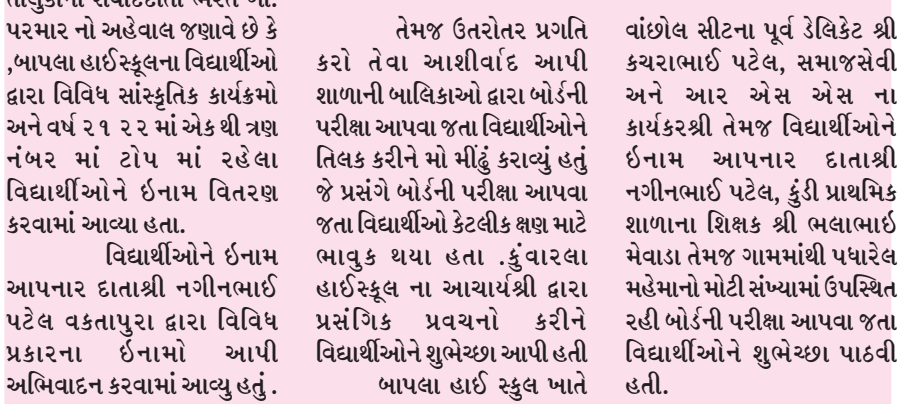 પરમાર નો અહેવાલ જણાવે છે કે
,બાપલા હાઈસ્કૂલના વિદ્યાર્થીઓ
દ્વારા વિવિધ સાંસ્કૃતિક કાર્યક્રમો
અને વર્ષ ૨૧ ૨૨ માં એક થી ત્રણ
નંબર માં ટોપ માં રહેલા
વિદ્યાર્થીઓને ઇનામ વિતરણ
કરવામાં આવ્યા હતા.
વિદ્યાર્થીઓને ઇનામ
આપનાર દાતાશ્રી નગીનભાઈ
પટેલ વકતાપુરા દ્વારા વિવિધ
પ્રકારના ઇનામો આપી
અભિવાદન કરવામાં આવ્યુ હતું .
તેમજ ઉતરોતર પ્રગતિ
કરો તેવા આશીર્વાદ આપી
શાળાની બાલિકાઓ દ્વારા બોર્ડની
પરીક્ષા આપવા જતા વિદ્યાર્થીઓને
તિલક કરીને મો મીંઢું કરાવ્યું હતું
જે પ્રસંગે બોર્ડની પરીક્ષા આપવા
જતા વિદ્યાર્થીઓ કેટલીક ક્ષણ માટે
ભાવુક થયા હતા .કુંવારલા
હાઈસ્કૂલ ના આચાર્યશ્રી દ્વારા
પ્રસંગિક પ્રવચનો કરીને
વિદ્યાર્થીઓને શુભેચ્છા આપી હતી
બાપલા હાઈ સ્કુલ ખાતે
વાંછોલ સીટના પૂર્વ ડેલિકેટ શ્રી
કચરાભાઈ પટેલ, સમાજસેવી
અને આર એસ એસ ના
કાર્યકરશ્રી તેમજ વિદ્યાર્થીઓને
ઇનામ આપનાર દાતાશ્રી
નગીનભાઈ પટેલ, કુંડી પ્રાથમિક
શાળાના શિક્ષક શ્રી ભલાભાઇ
મેવાડા તેમજ ગામમાંથી પધારેલ
મહેમાનો મોટી સંખ્યામાં ઉપસ્થિત
રહી બોર્ડની પરીક્ષા આપવા જતા
વિદ્યાર્થીઓને શુભેચ્છા પાઠવી
હતી.